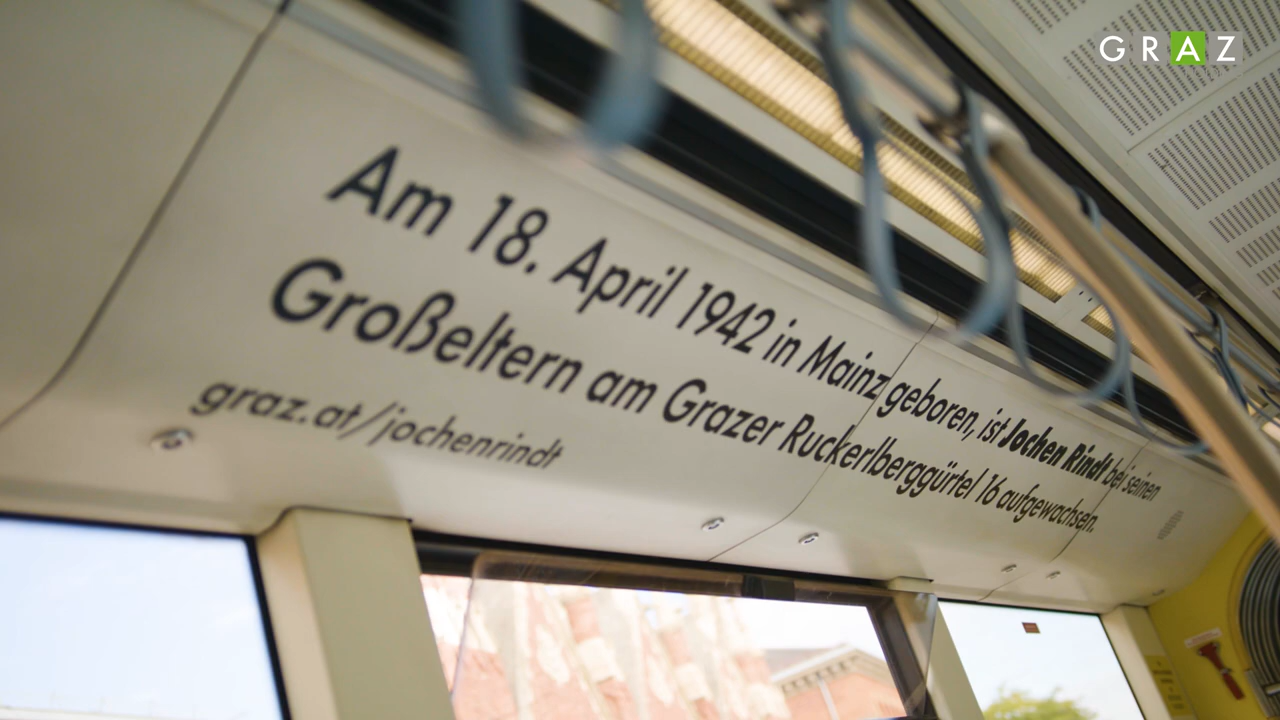 GRAZ
Am 18. April 1942 in Mainz geboren, ist Jochen Rindt bei seinen
Großeltern am Grazer Ruckerlberggürtel 16 aufgewachsen.
graz.at/jochenrindt